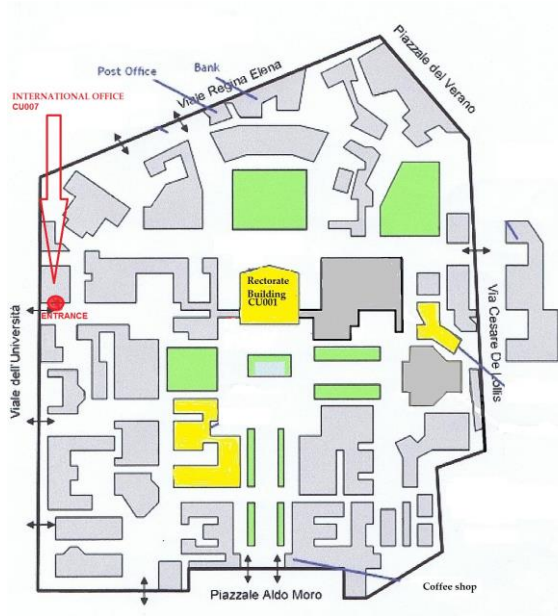 Piazzale del Verano
Bank
Post Office
Viale Regina Elena
INTERNATIONAL OFFICE
CU007
Rectorate
Building
CU001
ENTRANCE
Viale dell'Università
Via Cesare De Lollis
Coffee shop
Piazzale Aldo Moro